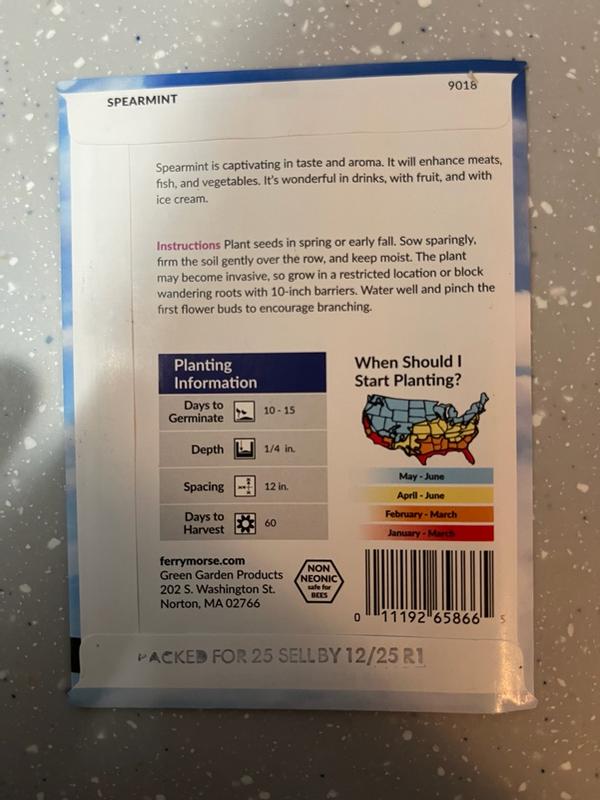 SPEARMINT
9018
Spearmint is captivating in taste and aroma. It will enhance meats,
fish, and vegetables. It's wonderful in drinks, with fruit, and with
ice cream.
Instructions Plant seeds in spring or early fall. Sow sparingly,
firm the soil gently over the row, and keep moist. The plant
may become invasive, so grow in a restricted location or block
wandering roots with 10-inch barriers. Water well and pinch the
first flower buds to encourage branching.
Planting
Information
Days to
Germinate
10 - 15
Depth
1/4 in.
Spacing
12 in.
Days to
Harvest
60
When Should I
Start Planting?
May - June
April - June
February - March
January - March
ferrymorse.com
Green Garden Products
202 S. Washington St.
Norton, MA 02766
NON
NEONIC
safe for
BEES
0 11192 65866 5
PACKED FOR 25 SELL BY 12/25 R1